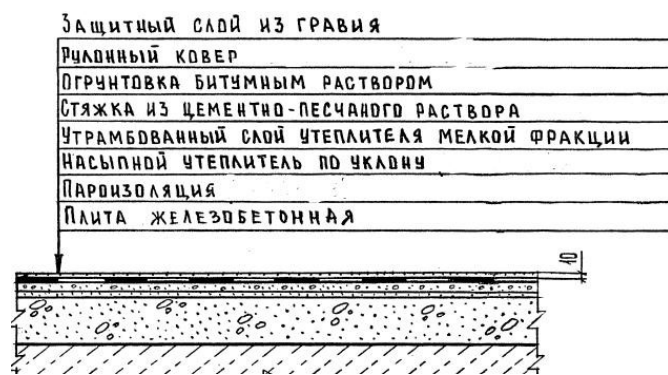 Защитный слой из гравия
Рулонный ковер
Огрунтовка битумным раствором
Стяжка из цементно-песчаного раствора
Утрамбованный слой утеплителя мелкой фракции
Насыпной утеплитель по уклону
Пароизоляция
Плита железобетонная
10